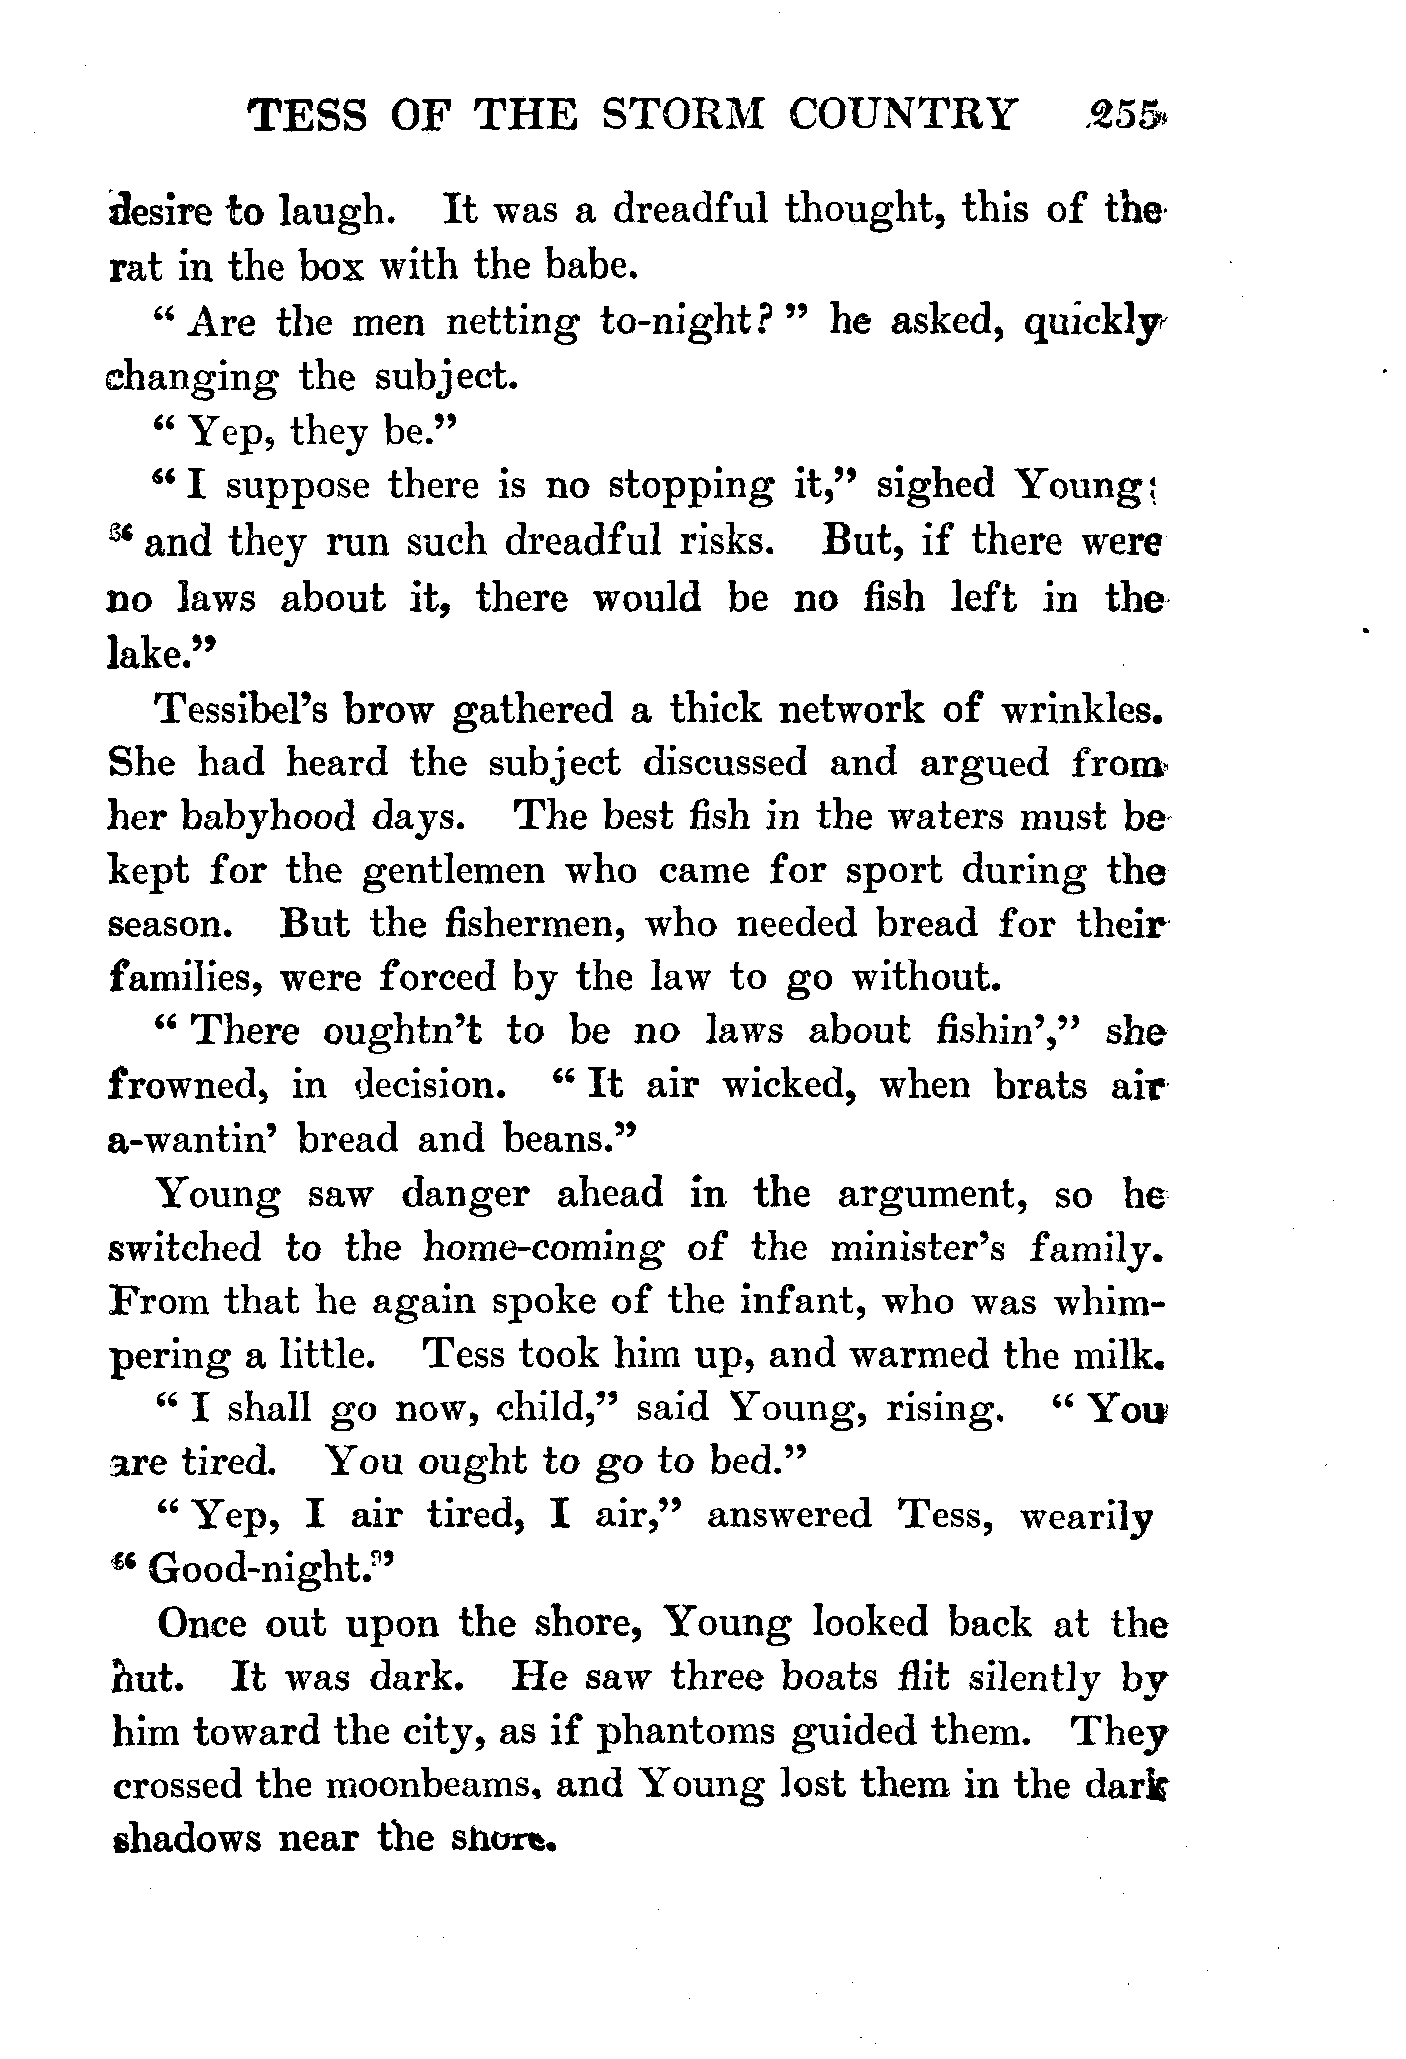 TESS OF THE STORM COUNTRY 255
desire to laugh. It was a dreadful thought, this of the
rat in the box with the babe.
“Are the men netting to-night?” he asked, quickly
changing the subject.
“Yep, they be.”
“I suppose there is no stopping it,” sighed Young;
“and they run such dreadful risks. But, if there were
no laws about it, there would be no fish left in the
lake.”
Tessibel’s brow gathered a thick network of wrinkles.
She had heard the subject discussed and argued from
her babyhood days. The best fish in the waters must be
kept for the gentlemen who came for sport during the
season. But the fishermen, who needed bread for their
families, were forced by the law to go without.
“There oughtn’t to be no laws about fishin’,” she
frowned, in decision. “It air wicked, when brats air
a-wantin’ bread and beans.”
Young saw danger ahead in the argument, so he
switched to the home-coming of the minister’s family.
From that he again spoke of the infant, who was whim-
pering a little. Tess took him up, and warmed the milk.
“I shall go now, child,” said Young, rising. “You
are tired. You ought to go to bed.”
“Yep, I air tired, I air,” answered Tess, wearily
“Good-night.”
Once out upon the shore, Young looked back at the
hut. It was dark. He saw three boats flit silently by
him toward the city, as if phantoms guided them. They
crossed the moonbeams, and Young lost them in the dark
shadows near the shore.